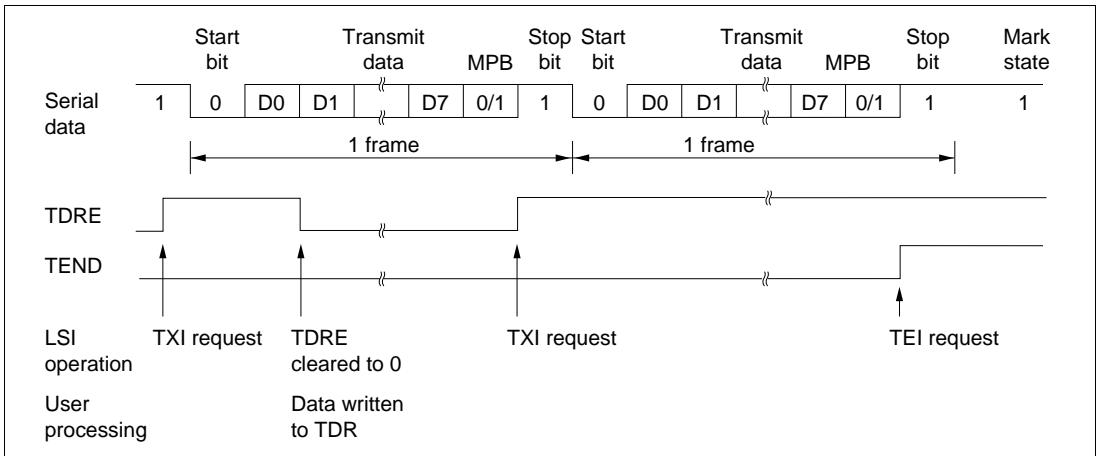 Start Transmit Stop Start Transmit Stop Mark
bit data MPB bit bit data MPB bit state
Serial 1 0 D0 D1 D7 0/1 1 0 D0 D1 D7 0/1 1 1
data
1 frame 1 frame
TDRE
TEND
LSI TXI request TDRE TXI request TEI request
operation cleared to 0
User Data written
processing to TDR